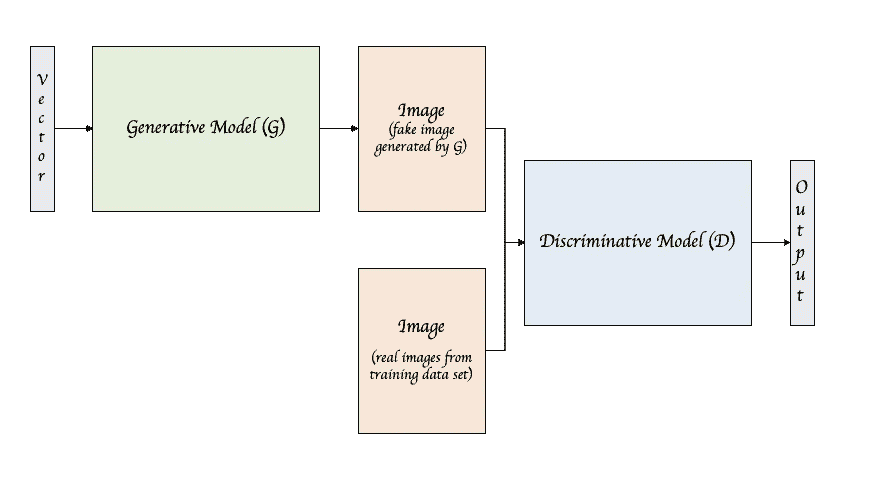 Vector
Generative Model (G)
Image
(fake image
generated by G)
Discriminative Model (D)
Output
Image
(real images from
training data set)